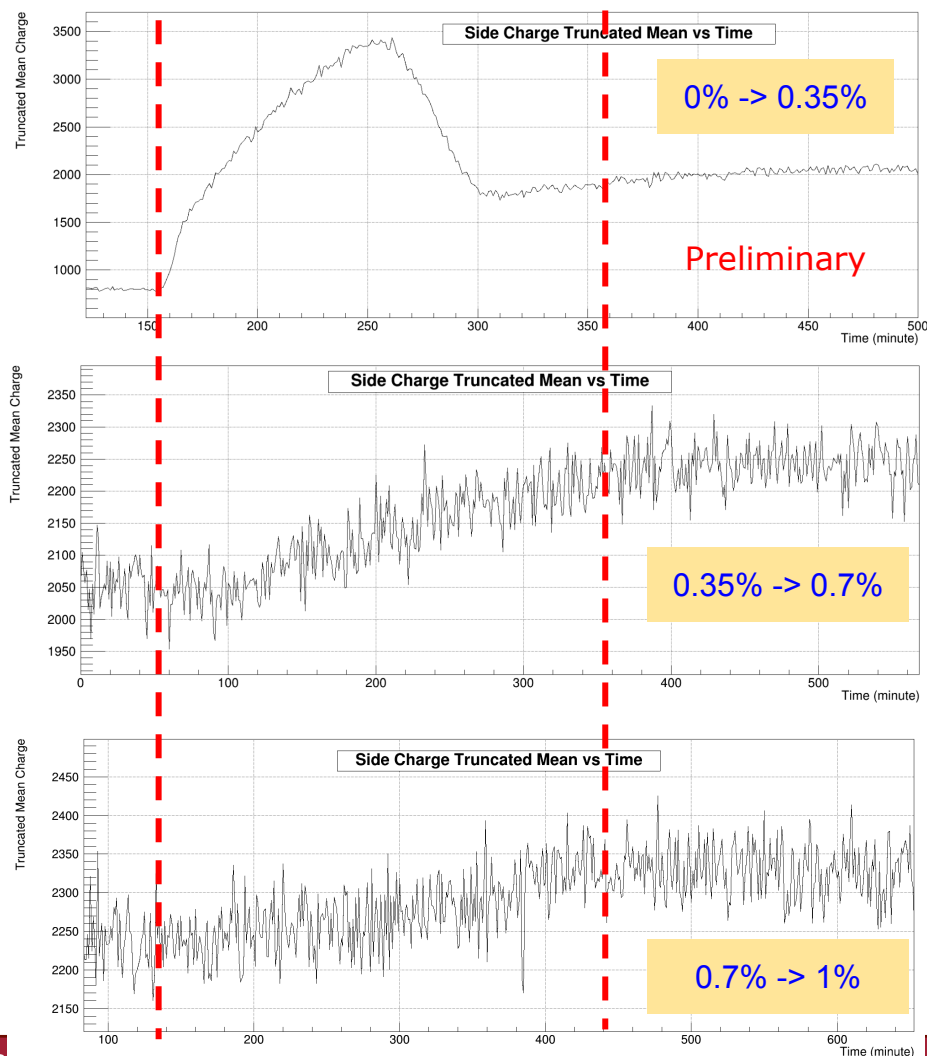 Side Charge Truncated Mean vs Time
Truncated Mean Charge
3500
3000
2500
2000
1500
1000
0% -> 0.35%
Preliminary
150 200 250 300 350 400 450 500
Time (minute)
Side Charge Truncated Mean vs Time
Truncated Mean Charge
2350
2300
2250
2200
2150
2100
2050
2000
1950
0.35% -> 0.7%
0 100 200 300 400 500
Time (minute)
Side Charge Truncated Mean vs Time
Truncated Mean Charge
2450
2400
2350
2300
2250
2200
2150
0.7% -> 1%
100 200 300 400 500 600
Time (minute)